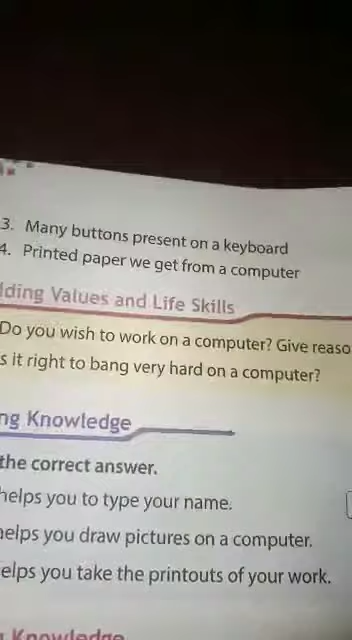 3. Many buttons present on a keyboard
4. Printed paper we get from a computer
lding Values and Life Skills
Do you wish to work on a computer? Give reaso
s it right to bang very hard on a computer?
ng Knowledge
the correct answer.
helps you to type your name.
elps you draw pictures on a computer.
elps you take the printouts of your work.
Knowledge